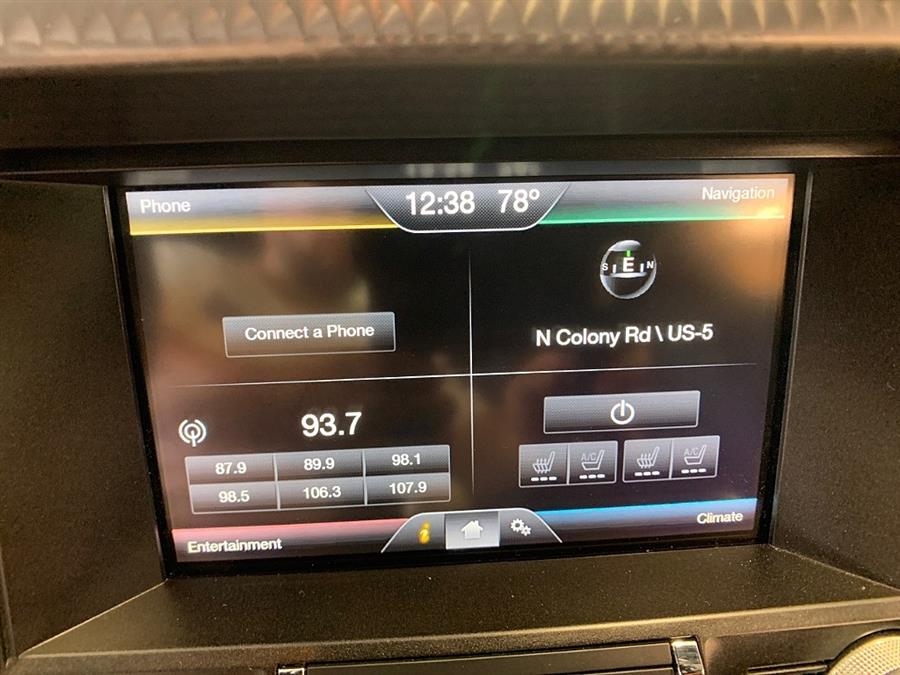 Phone
12:38 78°
Navigation
S E N
Connect a Phone
N Colony Rd \ US-5
93.7
87.9 89.9 98.1
98.5 106.3 107.9
A/C A/C
Entertainment
i
Climate